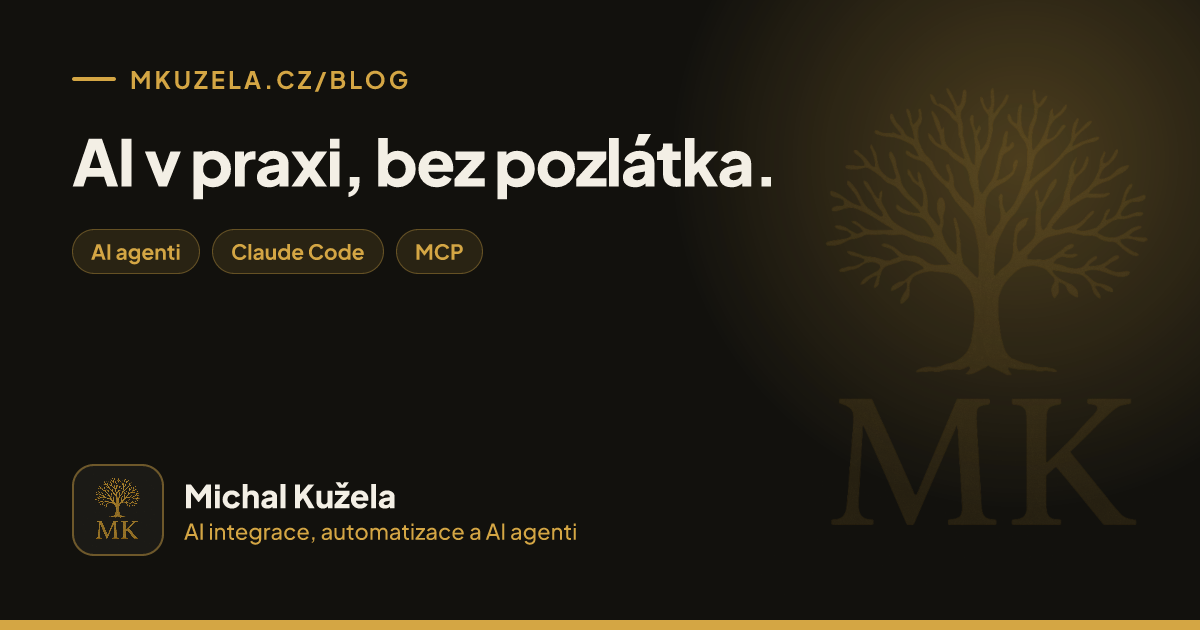 MKUZELA.CZ/BLOG
AI v praxi, bez pozlátka.
AI agenti
Claude Code
MCP
MK
MK
Michal Kužela
AI integrace, automatizace a AI agenti